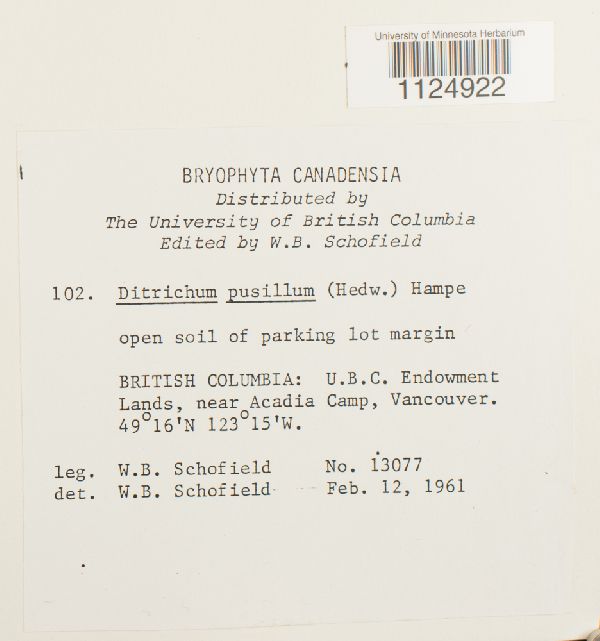 University of Minnesota Herbarium
1124922
BRYOPHYTA CANADENSIA
Distributed by
The University of British Columbia
Edited by W.B. Schofield
102. Ditrichum pusillum (Hedw.) Hampe
open soil of parking lot margin
BRITISH COLUMBIA: U.B.C. Endowment
Lands, near Acadia Camp, Vancouver.
49°16'N 123°15'W.
leg. W.B. Schofield No. 13077
det. W.B. Schofield Feb. 12, 1961